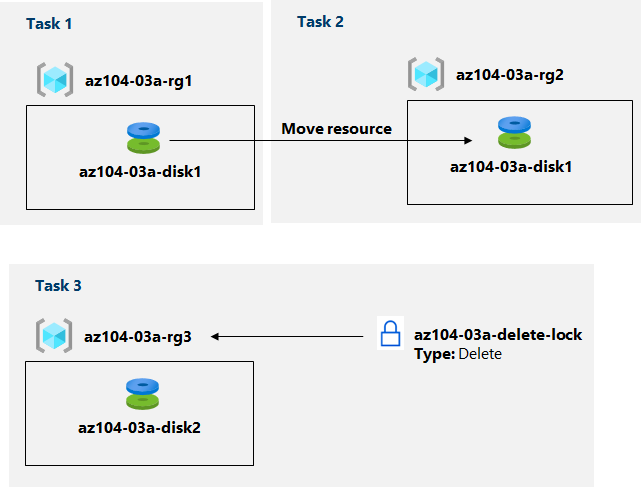 Task 1
az104-03a-rg1
az104-03a-disk1
Task 2
az104-03a-rg2
Move resource
az104-03a-disk1
Task 3
az104-03a-rg3
az104-03a-delete-lock
Type: Delete
az104-03a-disk2